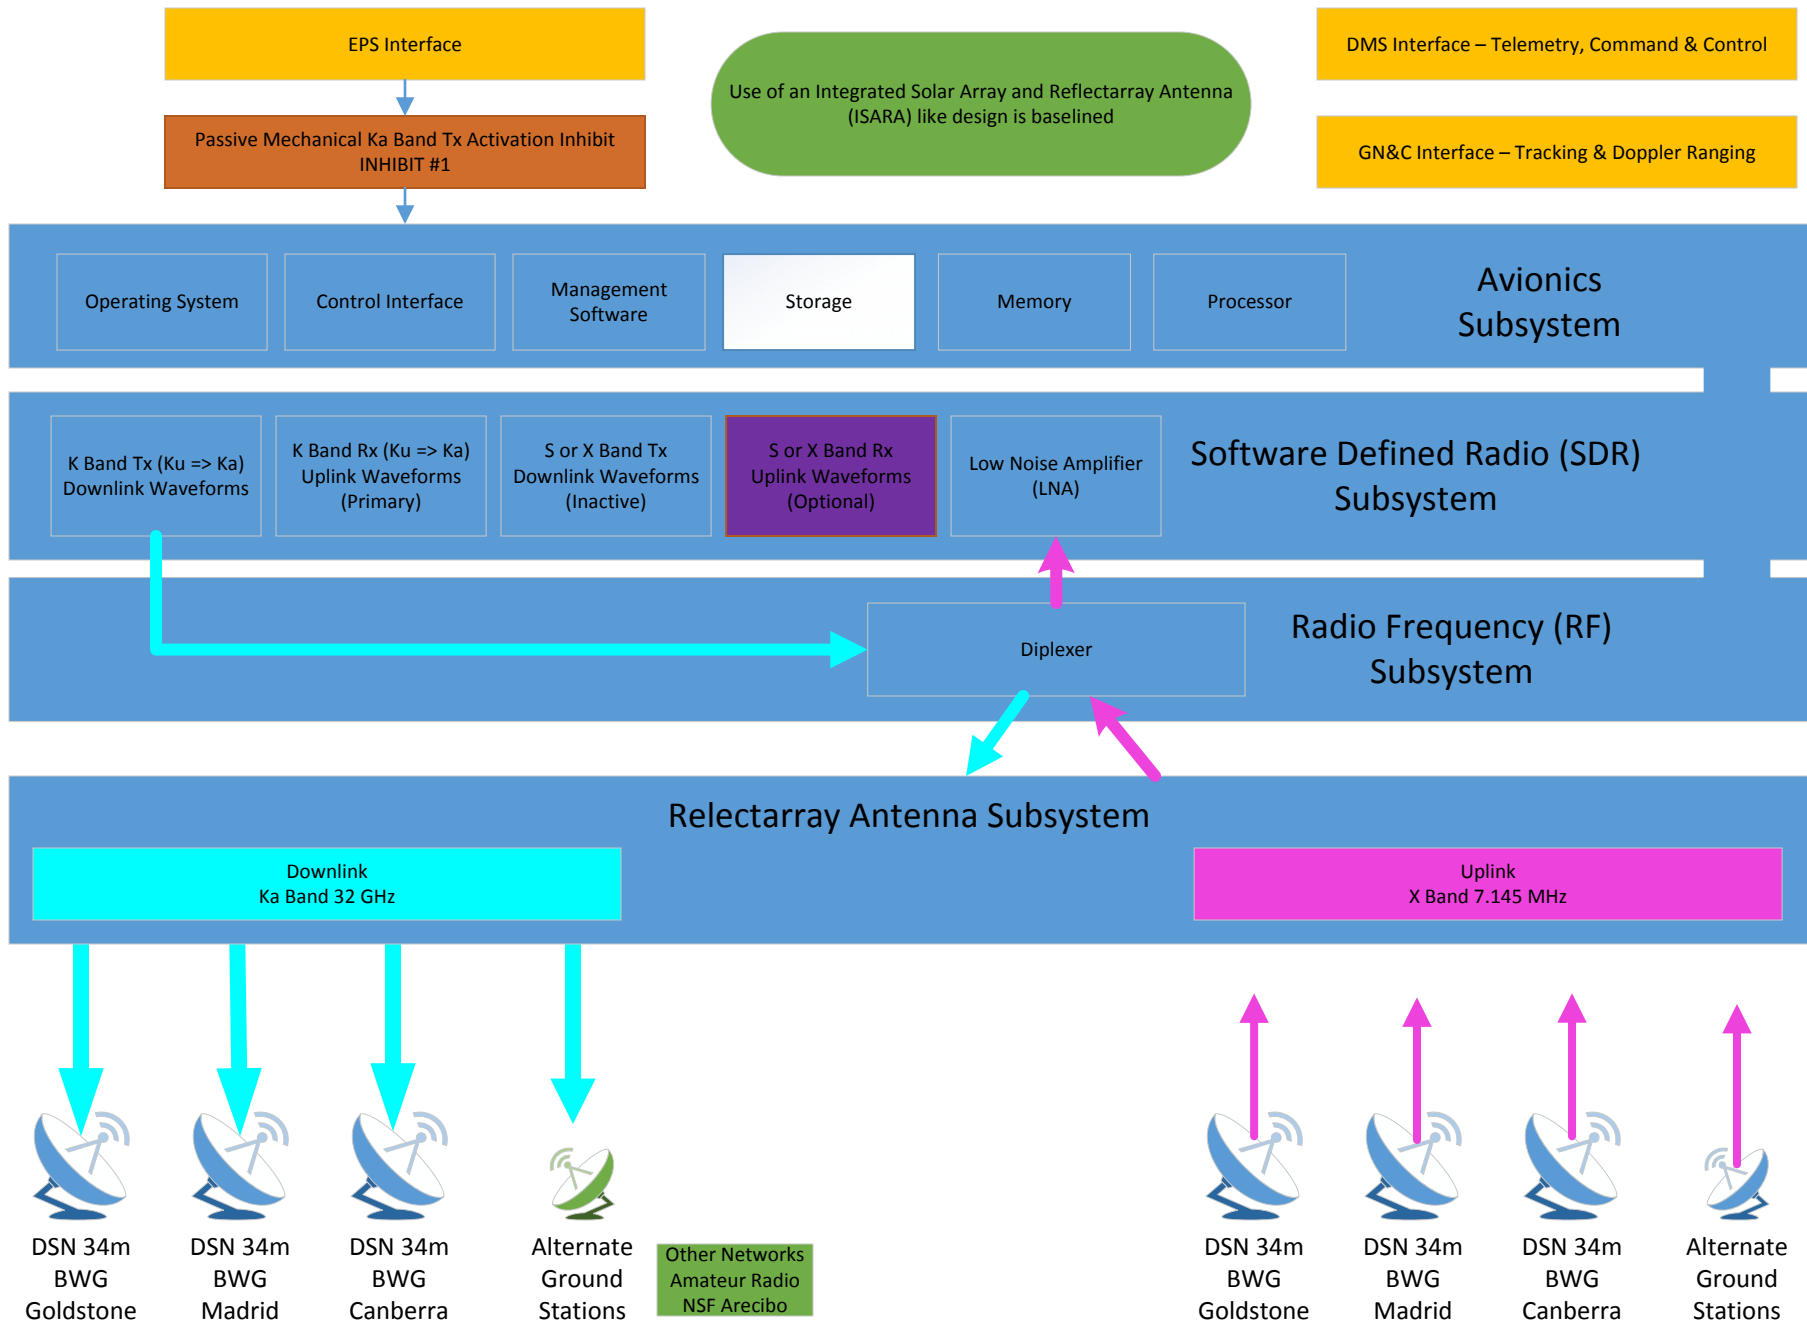 EPS Interface
Use of an Integrated Solar Array and Reflectarray Antenna
(ISARA) like design is baselined
DMS Interface – Telemetry, Command & Control
Passive Mechanical Ka Band Tx Activation Inhibit
INHIBIT #1
GN&C Interface – Tracking & Doppler Ranging
Operating System
Control Interface
Management
Software
Storage
Memory
Processor
Avionics
Subsystem
K Band Tx (Ku => Ka)
Downlink Waveforms
K Band Rx (Ku => Ka)
Uplink Waveforms
(Primary)
S or X Band Tx
Downlink Waveforms
(Inactive)
S or X Band Rx
Uplink Waveforms
(Optional)
Low Noise Amplifier
(LNA)
Software Defined Radio (SDR)
Subsystem
Diplexer
Radio Frequency (RF)
Subsystem
Relectarray Antenna Subsystem
Downlink
Ka Band 32 GHz
Uplink
X Band 7.145 MHz
DSN 34m
BWG
Goldstone
DSN 34m
BWG
Madrid
DSN 34m
BWG
Canberra
Alternate
Ground
Stations
Other Networks
Amateur Radio
NSF Arecibo
DSN 34m
BWG
Goldstone
DSN 34m
BWG
Madrid
DSN 34m
BWG
Canberra
Alternate
Ground
Stations